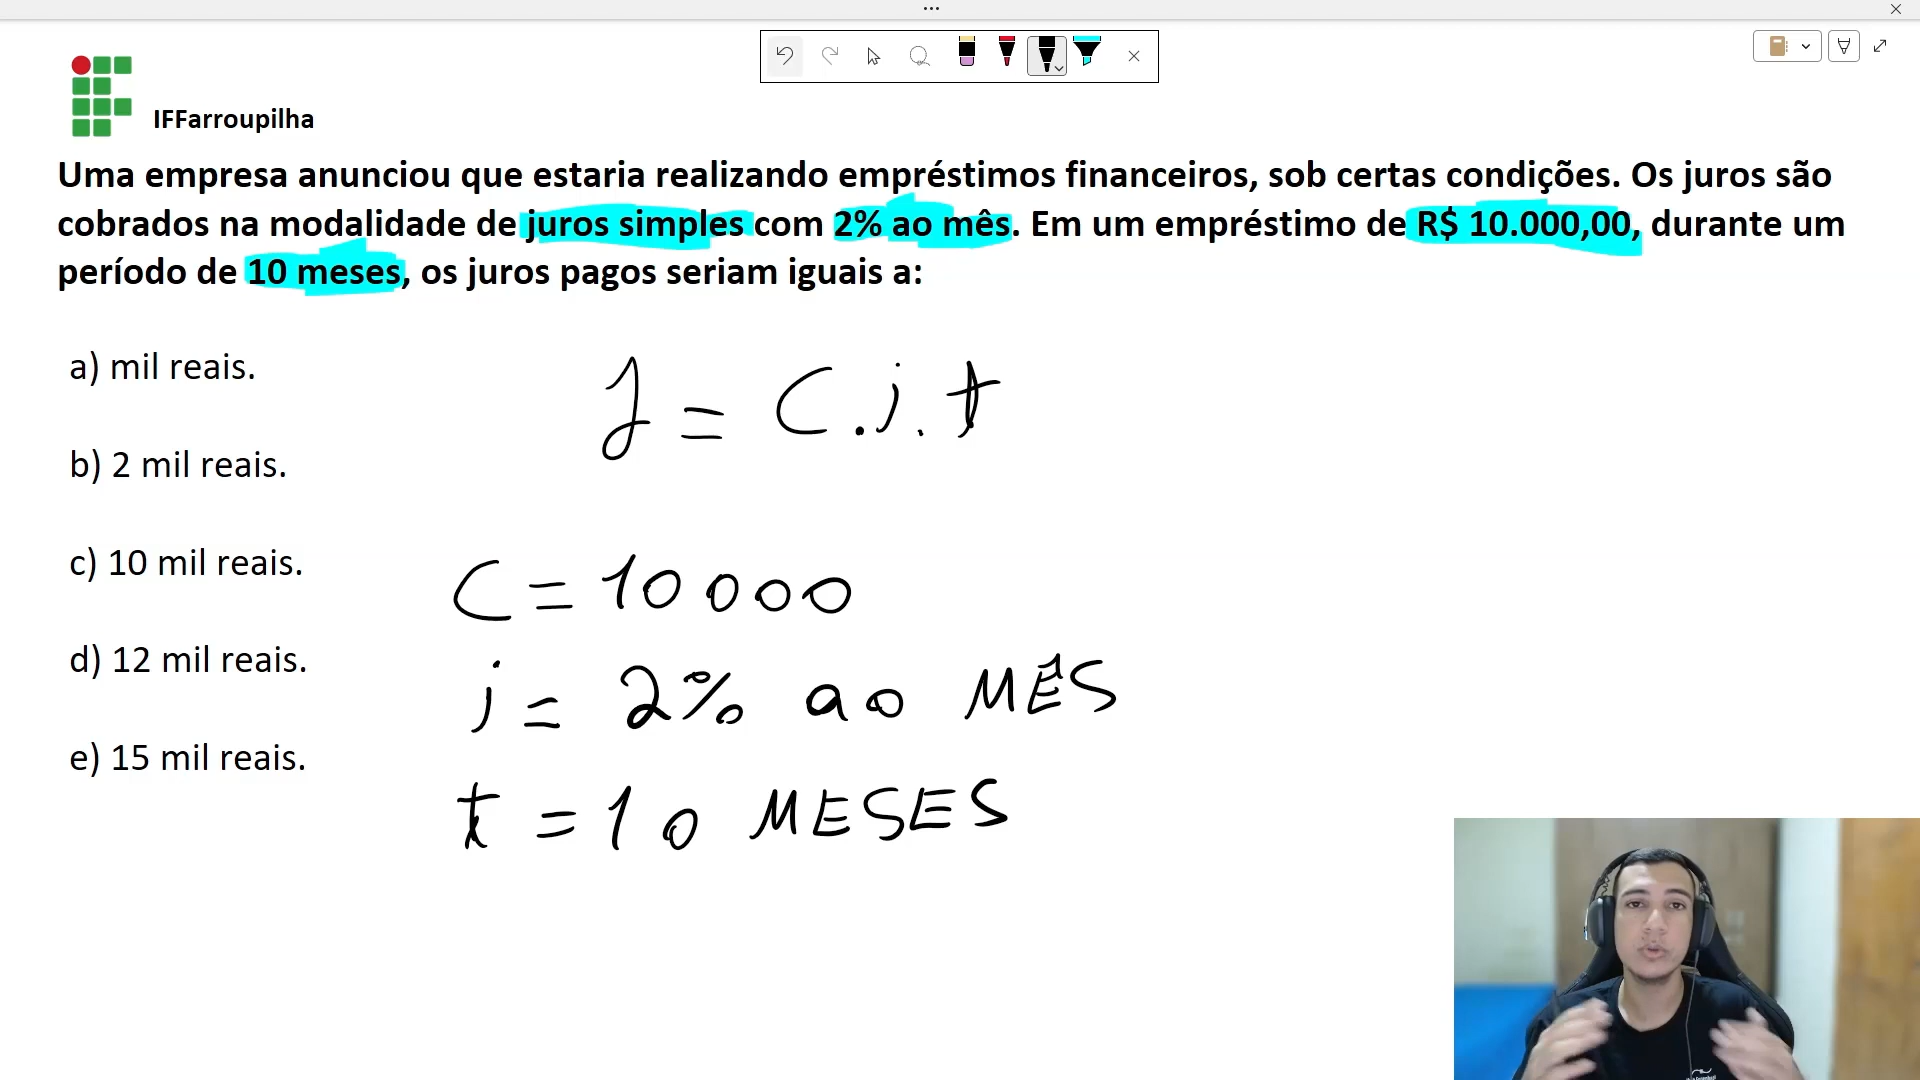 IFFarroupilha
Uma empresa anunciou que estaria realizando empréstimos financeiros, sob certas condições. Os juros são
cobrados na modalidade de juros simples com 2% ao mês. Em um empréstimo de R$ 10.000,00, durante um
período de 10 meses, os juros pagos seriam iguais a:
a) mil reais.
b) 2 mil reais.
c) 10 mil reais.
d) 12 mil reais.
e) 15 mil reais.
J = C.i.t
C = 10 000
i = 2% ao MÊS
t = 10 MESES